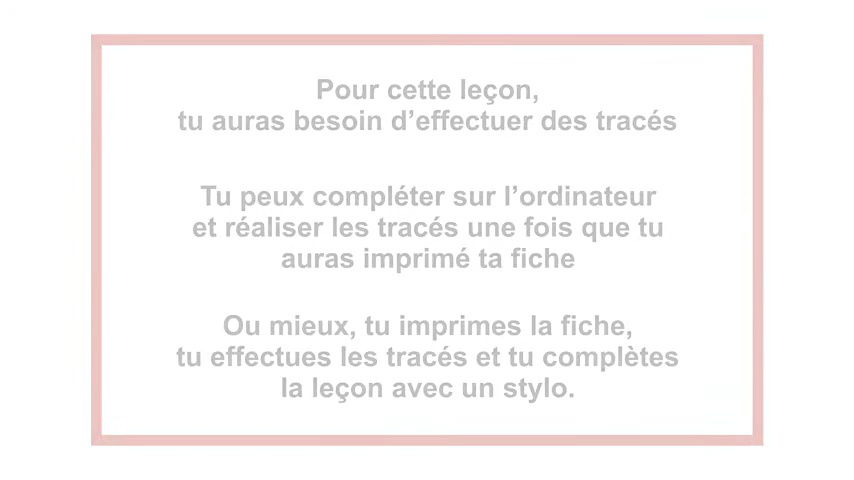 Pour cette leçon,
tu auras besoin d’effectuer des tracés
Tu peux compléter sur l’ordinateur
et réaliser les tracés une fois que tu
auras imprimé ta fiche
Ou mieux, tu imprimes la fiche,
tu effectues les tracés et tu complètes
la leçon avec un stylo.